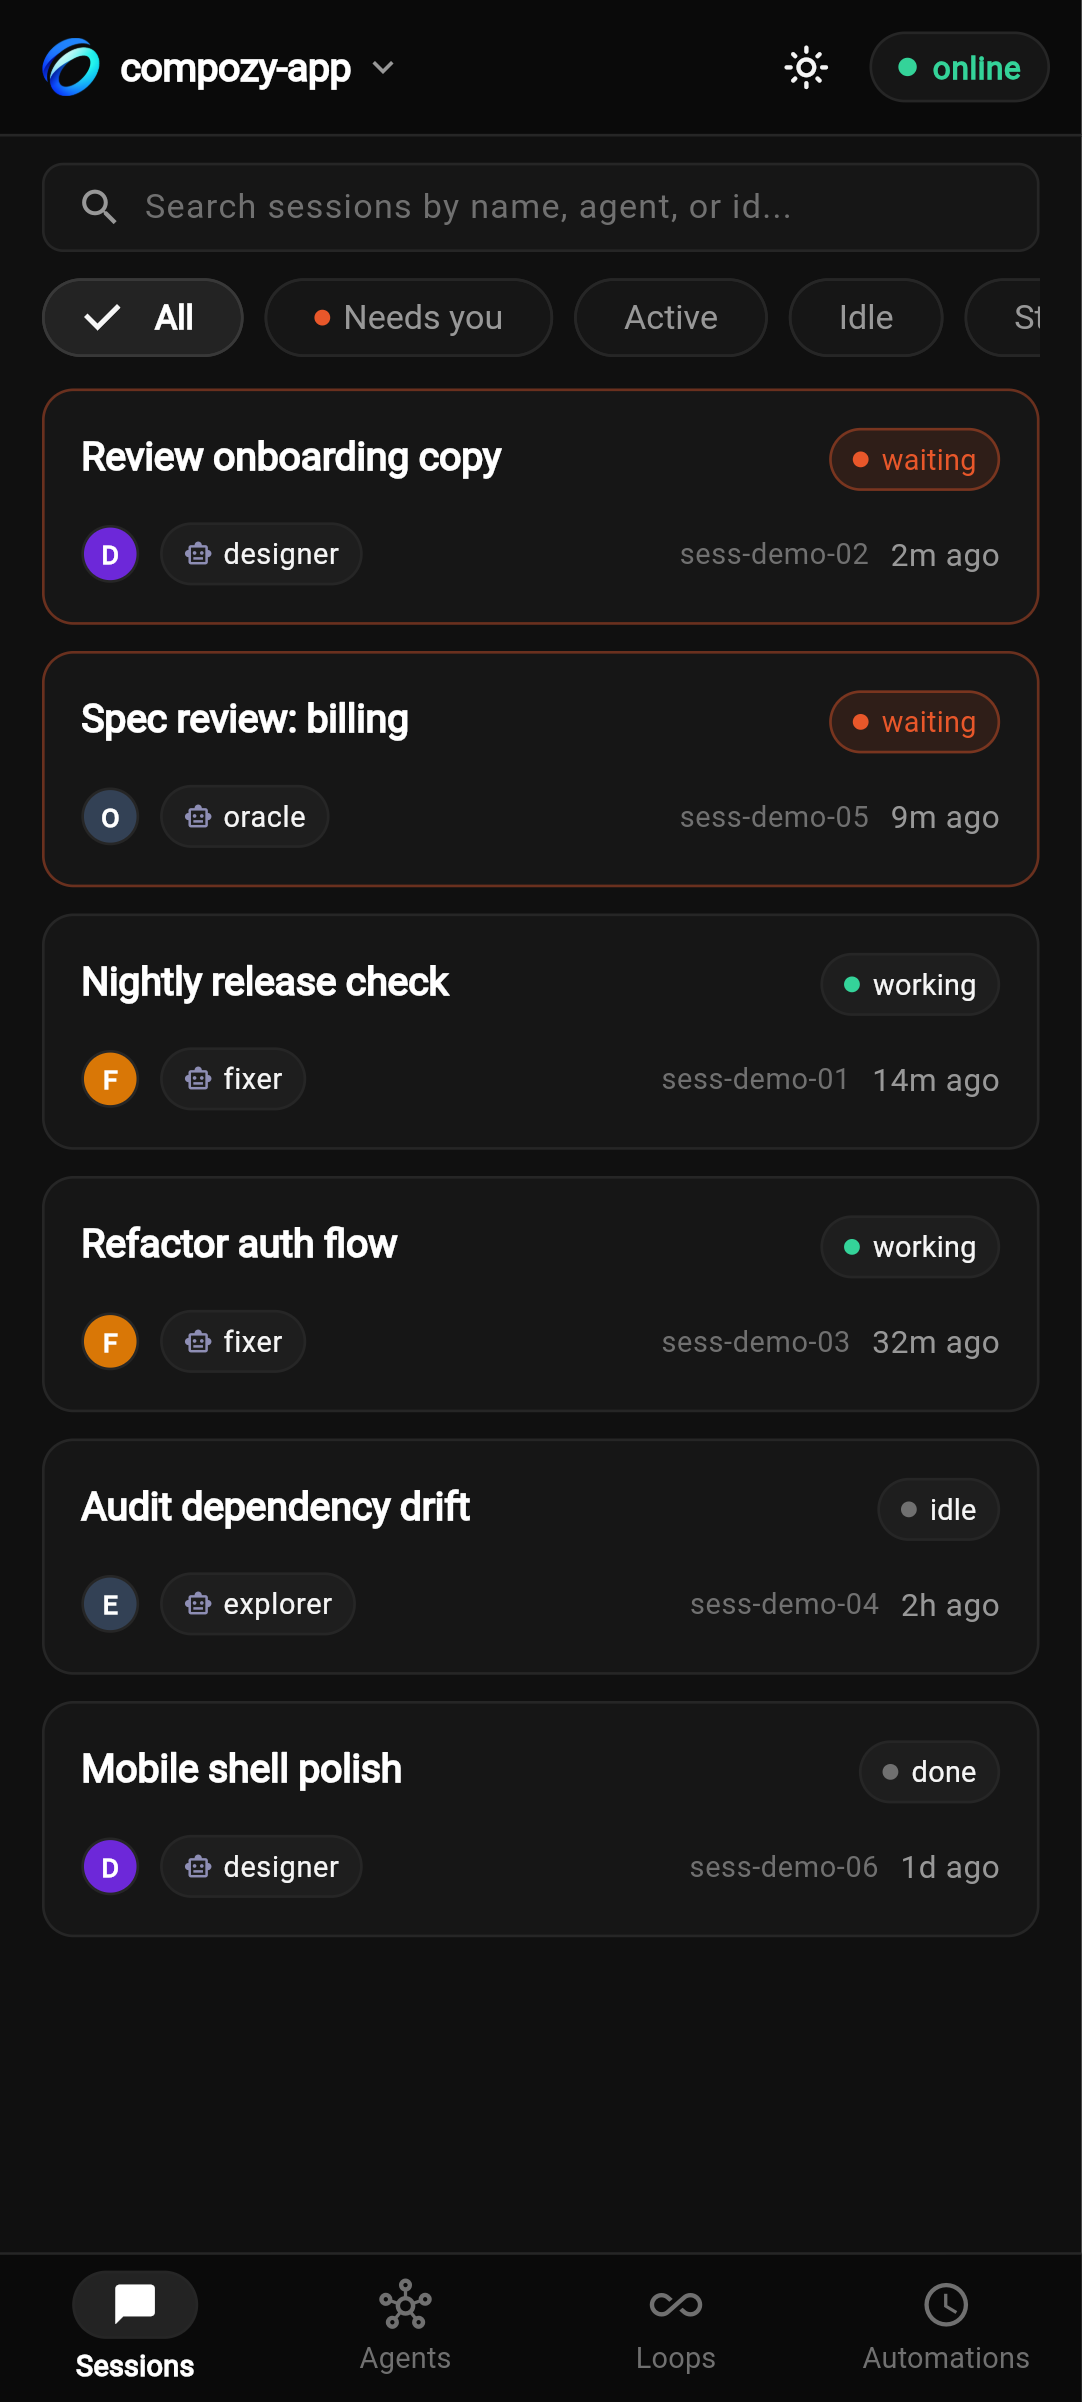 compozy-app
online
Search sessions by name, agent, or id...
All
Needs you
Active
Idle
Review onboarding copy
waiting
D
designer
sess-demo-02
2m ago
Spec review: billing
waiting
O
oracle
sess-demo-05
9m ago
Nightly release check
working
F
fixer
sess-demo-01
14m ago
Refactor auth flow
working
F
fixer
sess-demo-03
32m ago
Audit dependency drift
idle
E
explorer
sess-demo-04
2h ago
Mobile shell polish
done
D
designer
sess-demo-06
1d ago
Sessions
Agents
Loops
Automations